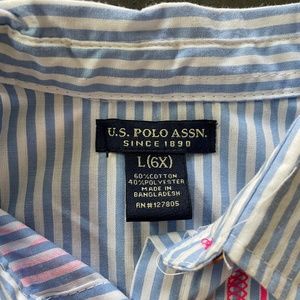 U.S. POLO ASSN.
SINCE 1890
L(6X)
60%COTTON
40%POLYESTER
MADE IN
BANGLADESH
RN#127805